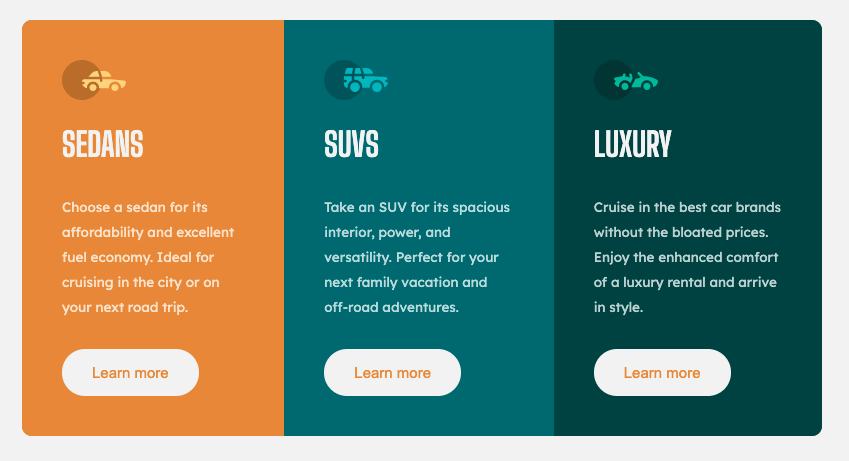 SEDANS
Choose a sedan for its
affordability and excellent
fuel economy. Ideal for
cruising in the city or on
your next road trip.
Learn more
SUVS
Take an SUV for its spacious
interior, power, and
versatility. Perfect for your
next family vacation and
off-road adventures.
Learn more
LUXURY
Cruise in the best car brands
without the bloated prices.
Enjoy the enhanced comfort
of a luxury rental and arrive
in style.
Learn more